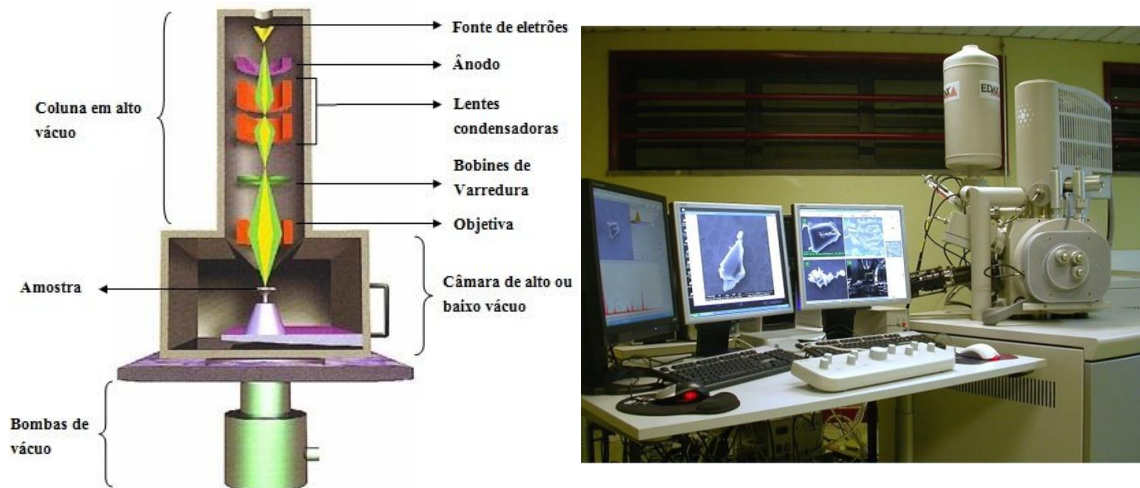 Fonte de eletrões
Ânodo
Coluna em alto
vácuo
Lentes
condensadoras
Bobines de
Varredura
Objetiva
Amostra
Câmara de alto ou
baixo vácuo
Bombas de
vácuo